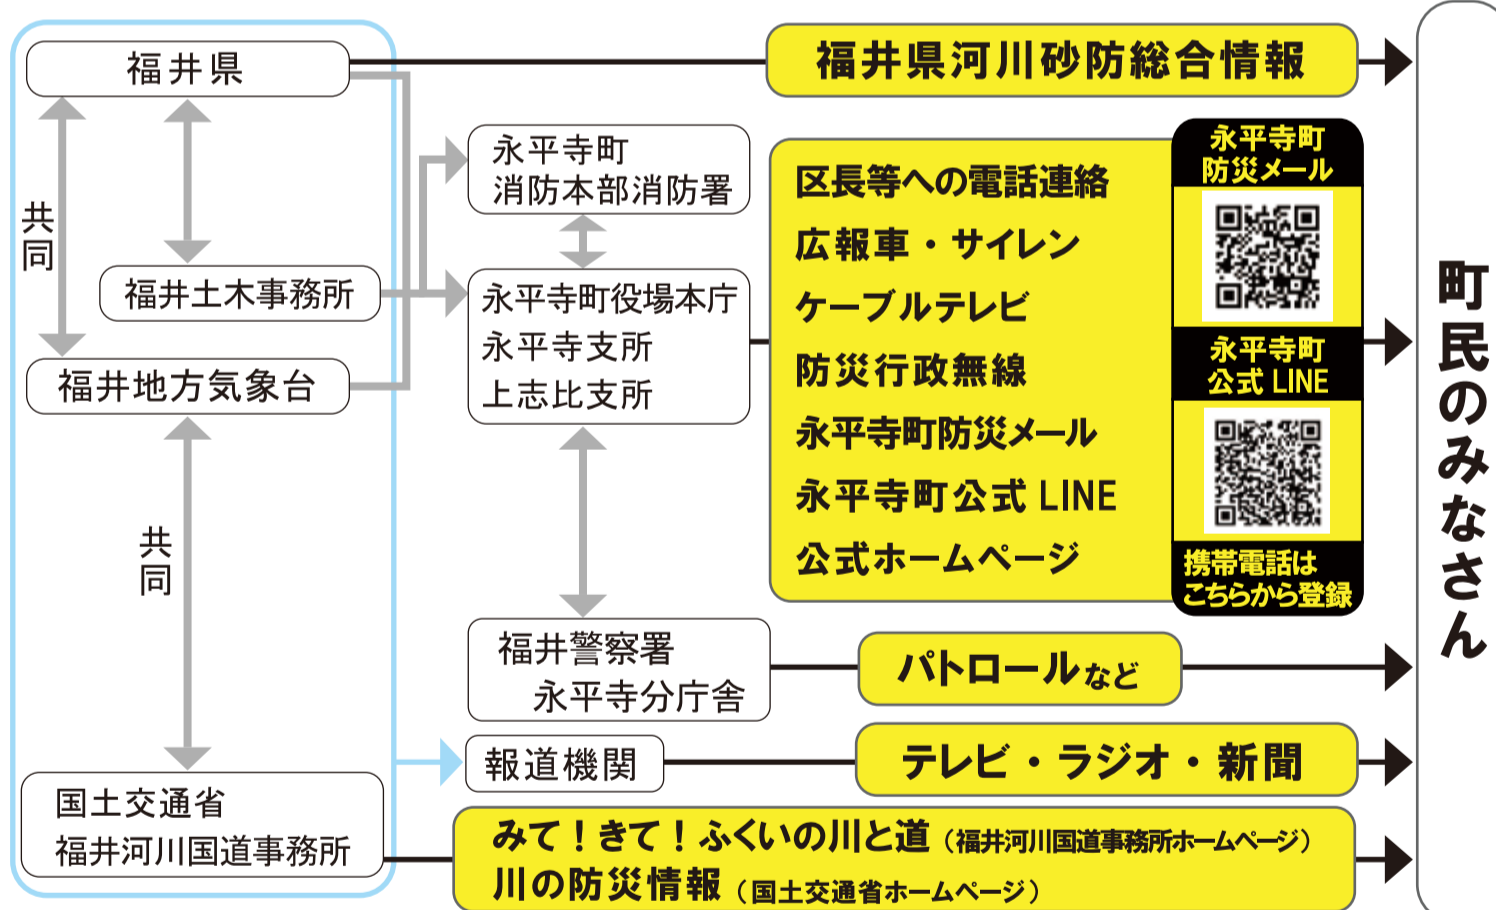 福井県
福井県河川砂防総合情報
共同
福井土木事務所
福井地方気象台
共同
国土交通省
福井河川国道事務所
永平寺町
消防本部消防署
永平寺町役場本庁
永平寺支所
上志比支所
福井警察署
永平寺分庁舎
報道機関
区長等への電話連絡
広報車・サイレン
ケーブルテレビ
防災行政無線
永平寺町防災メール
永平寺町公式 LINE
公式ホームページ
永平寺町
防災メール
永平寺町
公式 LINE
携帯電話は
こちらから登録
パトロールなど
テレビ・ラジオ・新聞
みて！きて！ふくいの川と道（福井河川国道事務所ホームページ）
川の防災情報（国土交通省ホームページ）
町民のみなさん